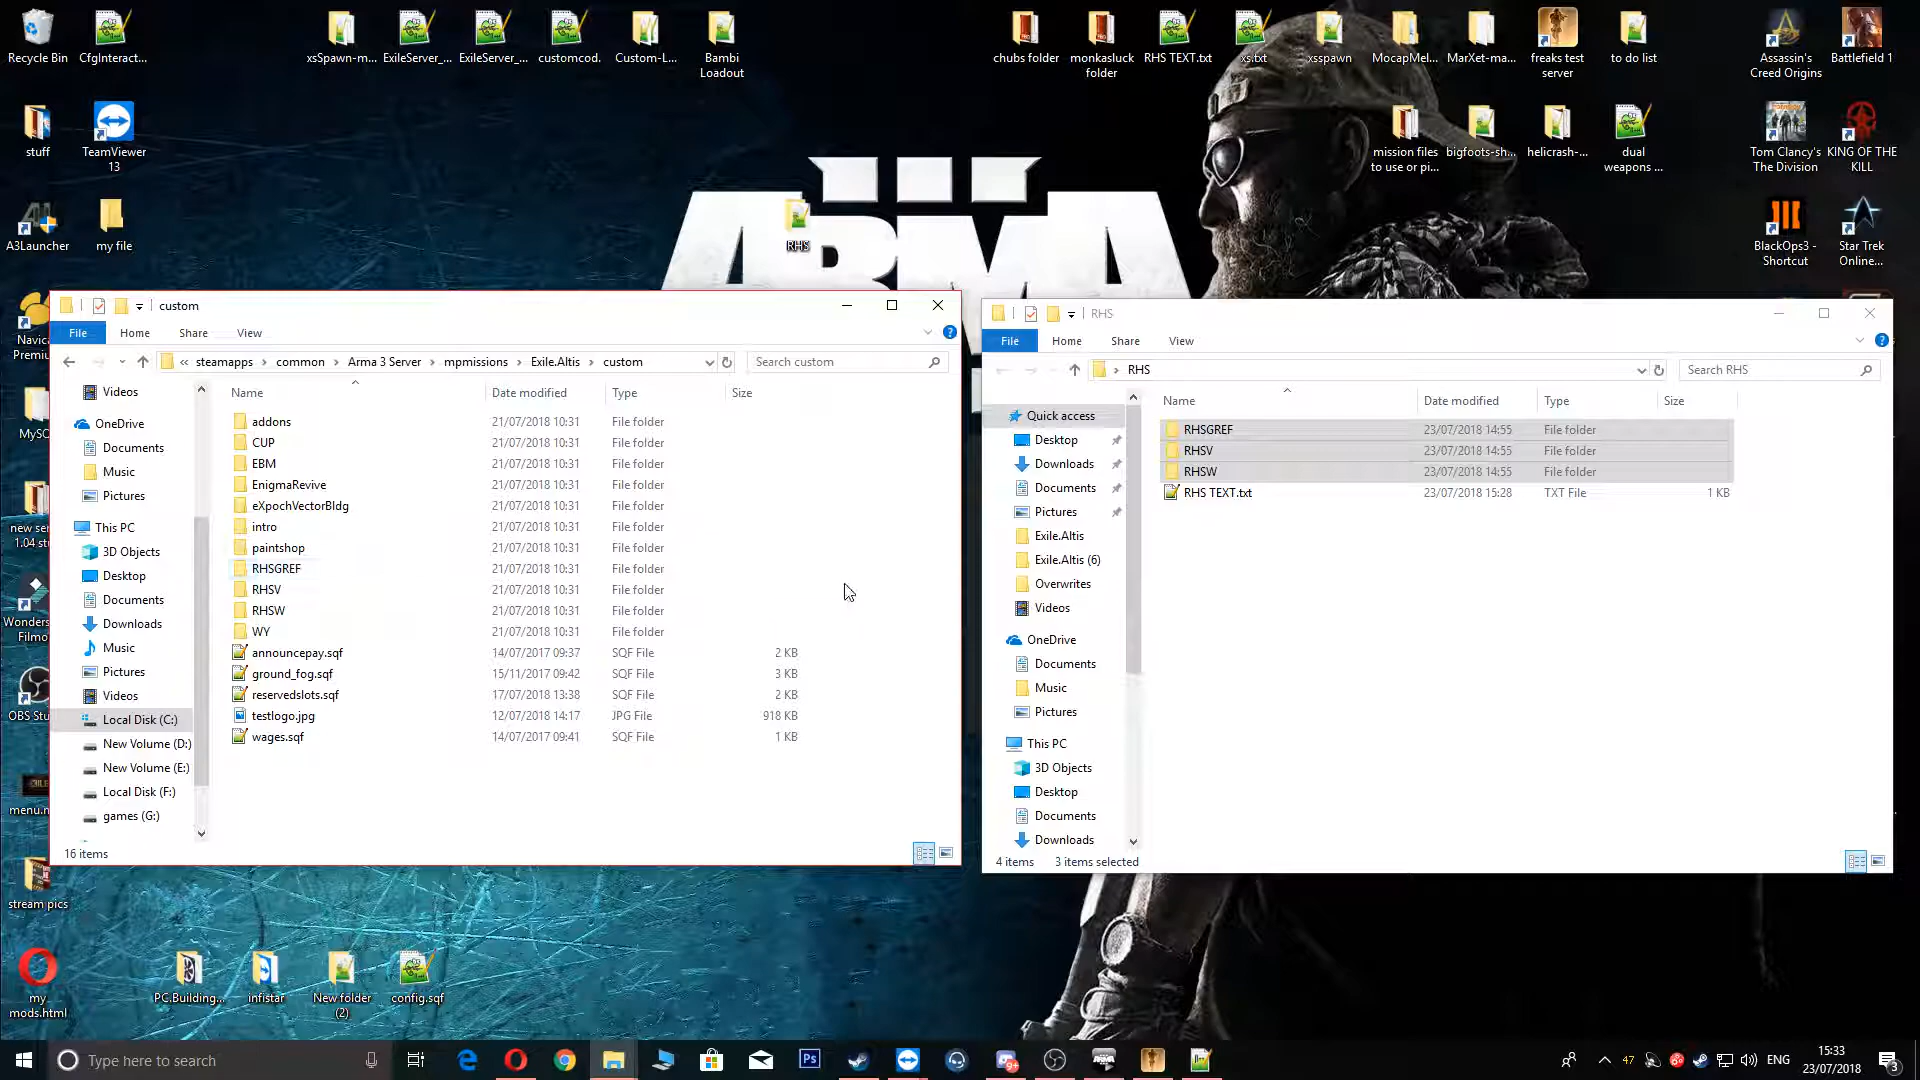 Recycle Bin
CfgInteract...
xsSpawn-m...
ExileServer_...
ExileServer_...
customcod.
Custom-L...
Bambi
Loadout
chubs folder
monkasluck
folder
RHS TEXT.txt
xs.txt
xsspawn
MocapMel...
MarXet-ma...
freaks test
server
to do list
Assassin's
Creed Origins
Battlefield 1
stuff
TeamViewer
13
mission files
to use or pi...
bigfoots-sh...
helicrash-...
dual
weapons ...
Tom Clancy's
The Division
KING OF THE
KILL
A3Launcher
my file
RHS
BlackOps3 -
Shortcut
Star Trek
Online...
ARMA
Navica
Premiu
MySQ
new ser
1.04 stu
Wonders
Filmo
OBS Stu
menu.n
stream pics
my
mods.html
PC.Building...
infistar
New folder
(2)
config.sqf
custom
File
Home
Share
View
« steamapps > common > Arma 3 Server > mpmissions > Exile.Altis > custom
Search custom
Videos
OneDrive
Documents
Music
Pictures
This PC
3D Objects
Desktop
Documents
Downloads
Music
Pictures
Videos
Local Disk (C:)
New Volume (D:)
New Volume (E:)
Local Disk (F:)
games (G:)
Name Date modified Type Size
addons 21/07/2018 10:31 File folder
CUP 21/07/2018 10:31 File folder
EBM 21/07/2018 10:31 File folder
EnigmaRevive 21/07/2018 10:31 File folder
eXpochVectorBldg 21/07/2018 10:31 File folder
intro 21/07/2018 10:31 File folder
paintshop 21/07/2018 10:31 File folder
RHSGREF 21/07/2018 10:31 File folder
RHSV 21/07/2018 10:31 File folder
RHSW 21/07/2018 10:31 File folder
WY 21/07/2018 10:31 File folder
announcepay.sqf 14/07/2017 09:37 SQF File 2 KB
ground_fog.sqf 15/11/2017 09:42 SQF File 3 KB
reservedslots.sqf 17/07/2018 13:38 SQF File 2 KB
testlogo.jpg 12/07/2018 14:17 JPG File 918 KB
wages.sqf 14/07/2017 09:41 SQF File 1 KB
16 items
RHS
File
Home
Share
View
> RHS
Search RHS
Quick access
Desktop
Downloads
Documents
Pictures
Exile.Altis
Exile.Altis (6)
Overwrites
Videos
OneDrive
Documents
Music
Pictures
This PC
3D Objects
Desktop
Documents
Downloads
Name Date modified Type Size
RHSGREF 23/07/2018 14:55 File folder
RHSV 23/07/2018 14:55 File folder
RHSW 23/07/2018 14:55 File folder
RHS TEXT.txt 23/07/2018 15:28 TXT File 1 KB
4 items 3 items selected
Type here to search
Ps
9+
47
ENG
15:33
23/07/2018
3